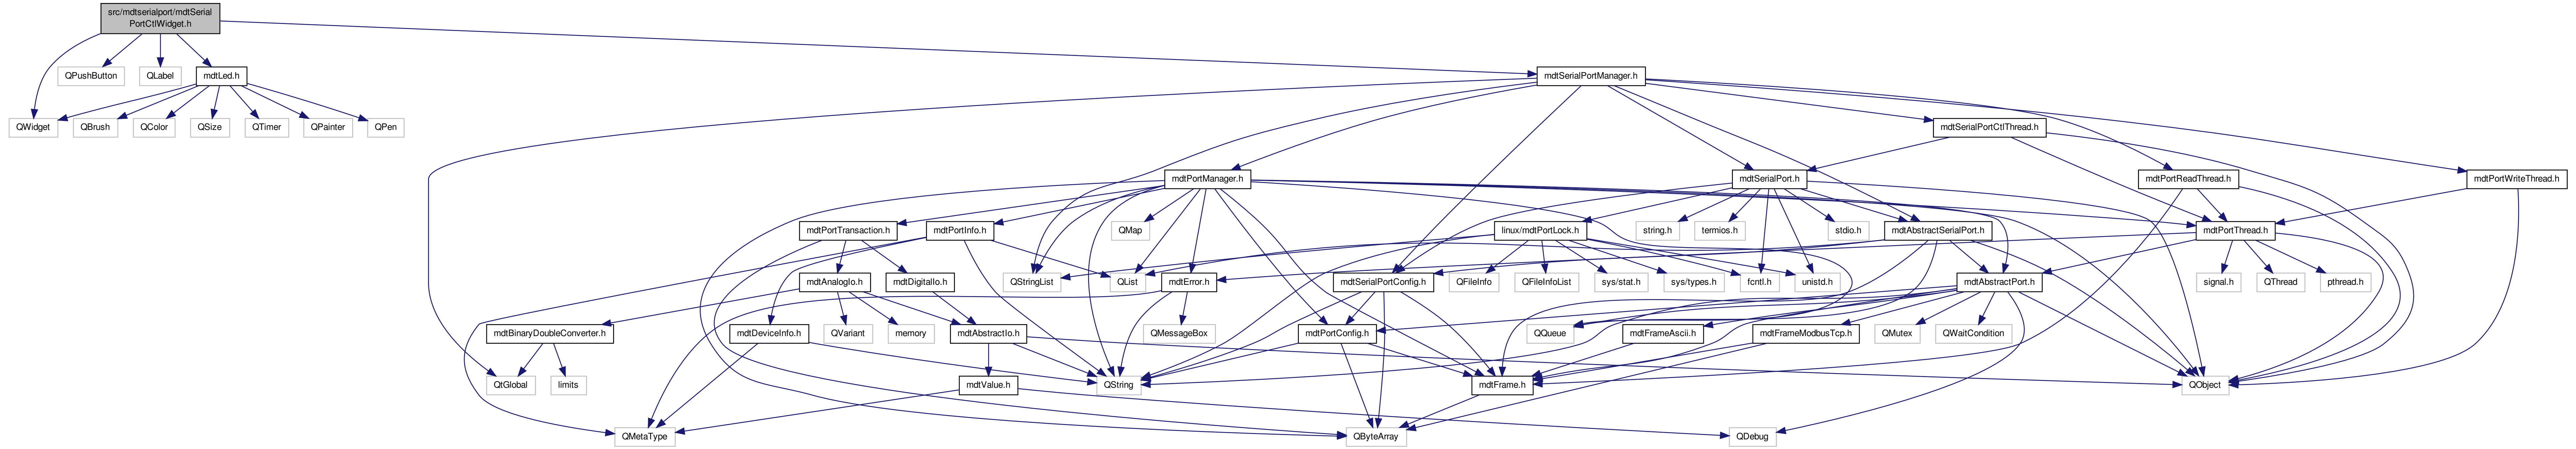 src/mdtserialport/mdtSerial
PortCtlWidget.h
QPushButton
QLabel
mdtLed.h
mdtSerialPortManager.h
QWidget
QBrush
QColor
QSize
QTimer
QPainter
QPen
mdtSerialPortCtlThread.h
mdtPortManager.h
mdtSerialPort.h
mdtPortReadThread.h
mdtPortWriteThread.h
mdtPortTransaction.h
mdtPortInfo.h
QMap
linux/mdtPortLock.h
string.h
termios.h
stdio.h
mdtAbstractSerialPort.h
mdtPortThread.h
mdtAnalogIo.h
mdtDigitalIo.h
QStringList
QList
mdtError.h
mdtSerialPortConfig.h
QFileInfo
QFileInfoList
sys/stat.h
sys/types.h
fcntl.h
unistd.h
mdtAbstractPort.h
signal.h
QThread
pthread.h
mdtBinaryDoubleConverter.h
mdtDeviceInfo.h
QVariant
memory
mdtAbstractIo.h
QMessageBox
mdtPortConfig.h
QQueue
mdtFrameAscii.h
mdtFrameModbusTcp.h
QMutex
QWaitCondition
QtGlobal
limits
mdtValue.h
QString
mdtFrame.h
QObject
QMetaType
QByteArray
QDebug